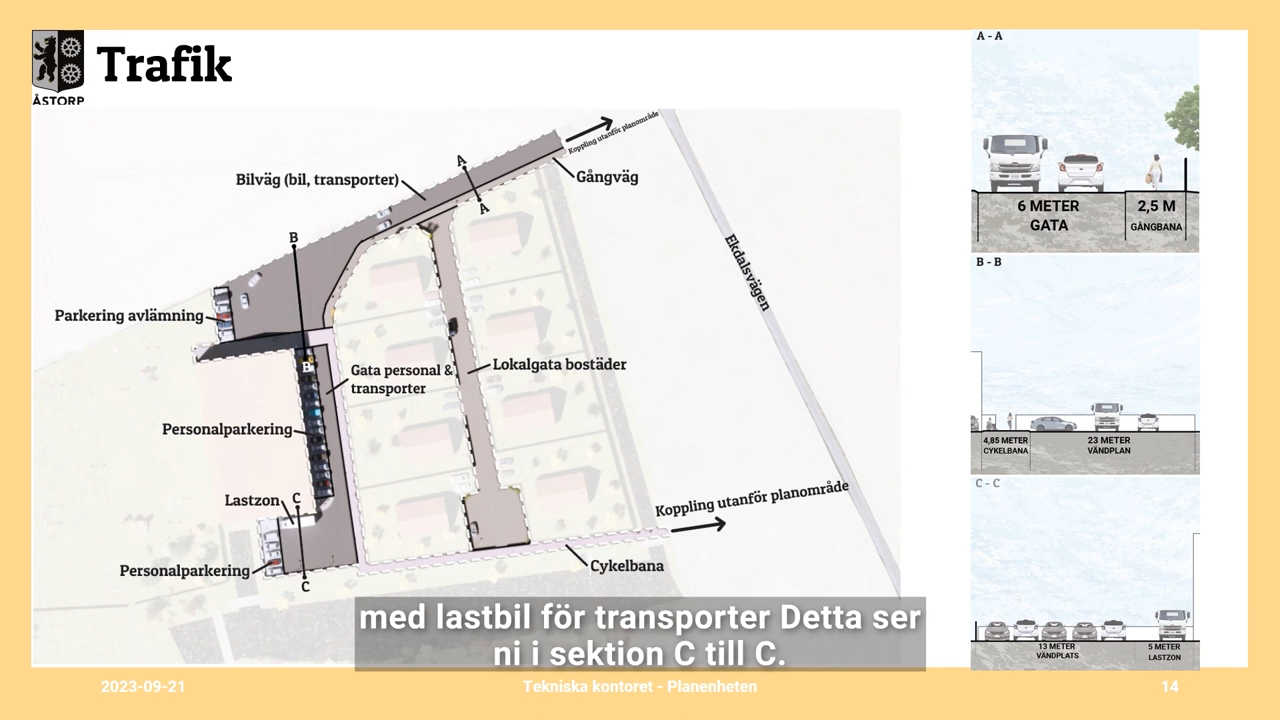 ÅSTORP
Trafik
A
Koppling utanför planområde
Bilväg (bil, transporter)
Gångväg
A
B
Ekdalsvägen
Parkering avlämning
B
Gata personal &
transporter
Lokalgata bostäder
Personalparkering
Lastzon
C
Koppling utanför planområde
Personalparkering
Cykelbana
C
A - A
6 METER
GATA
2,5 M
GÅNGBANA
B - B
4,85 METER
CYKELBANA
23 METER
VÄNDPLAN
C - C
13 METER
VÄNDPLATS
5 METER
LASTZON
med lastbil för transporter Detta ser
ni i sektion C till C.
2023-09-21
Tekniska kontoret - Planenheten
14